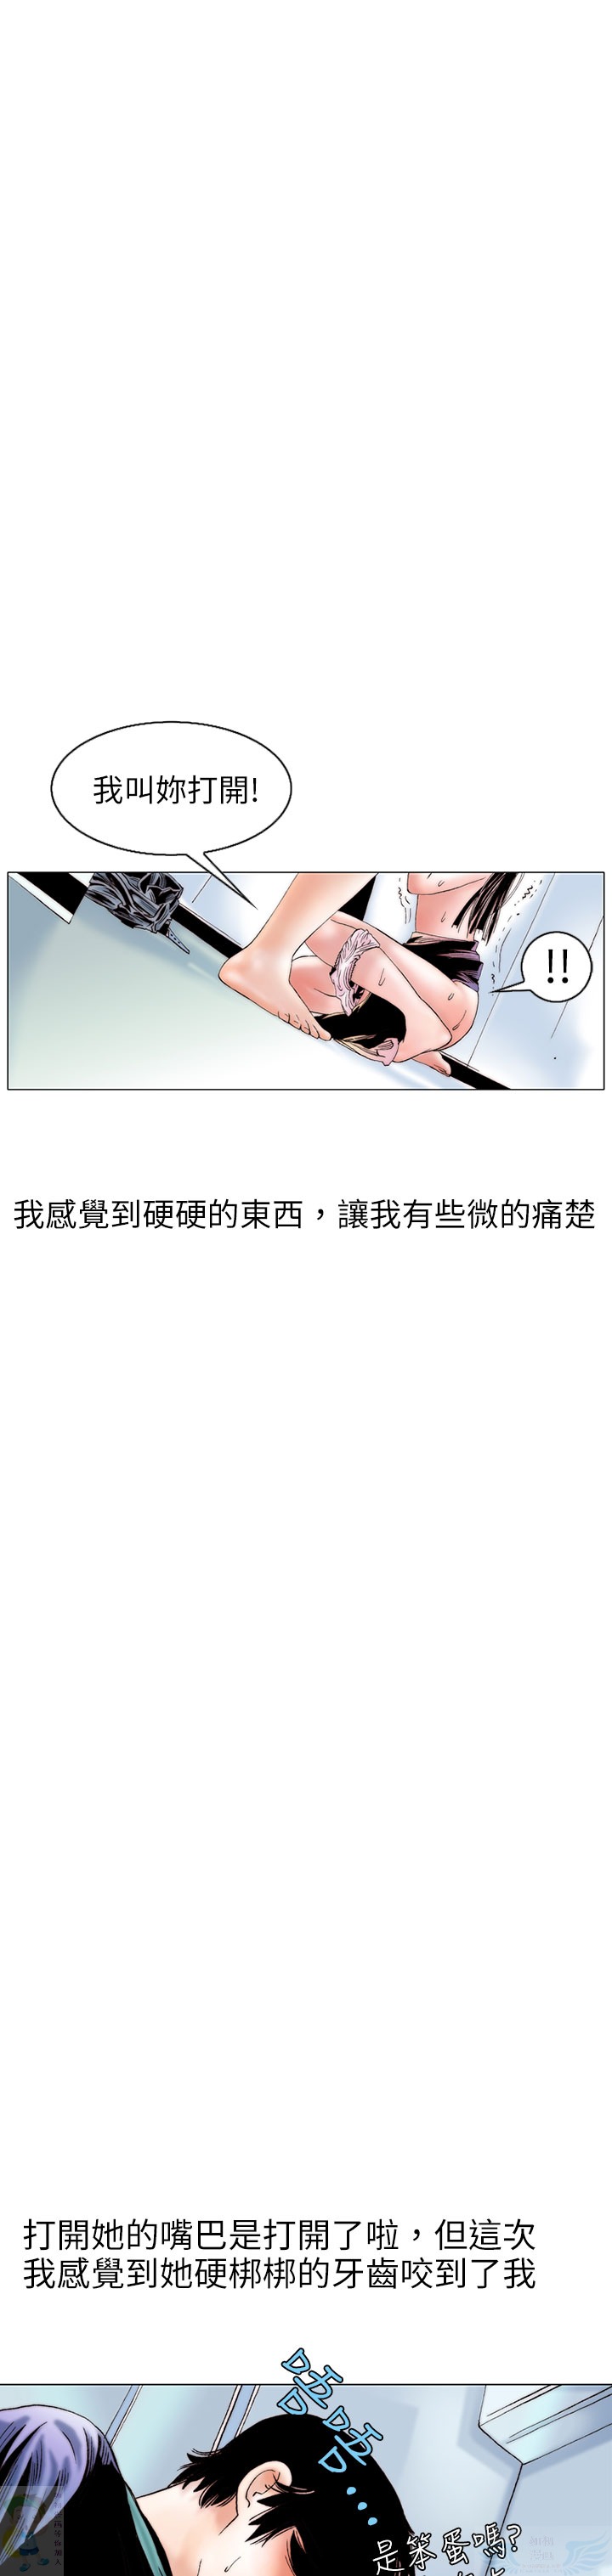 我叫妳打開!
!!
我感覺到硬硬的東西，讓我有些微的痛楚
打開她的嘴巴是打開了啦，但這次
我感覺到她硬梆梆的牙齒咬到了我
唔唔…
是笨蛋嗎?